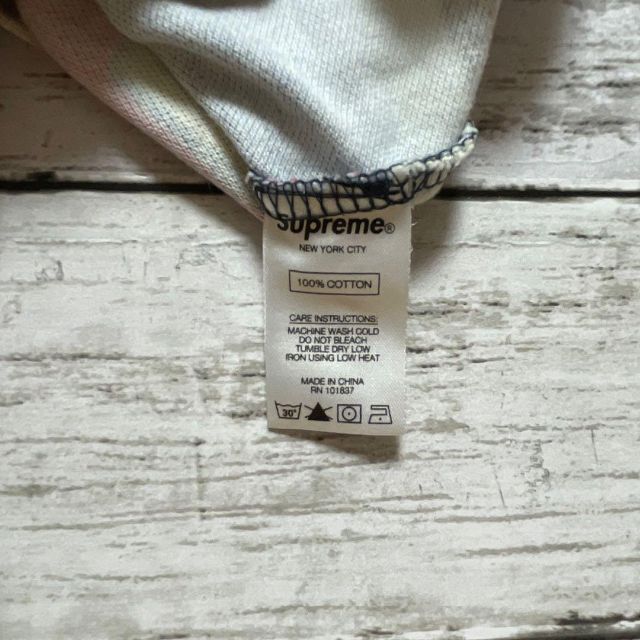 Supreme®
NEW YORK CITY
100% COTTON
CARE INSTRUCTIONS:
MACHINE WASH COLD
DO NOT BLEACH
TUMBLE DRY LOW
IRON USING LOW HEAT
MADE IN CHINA
RN 101837
30°